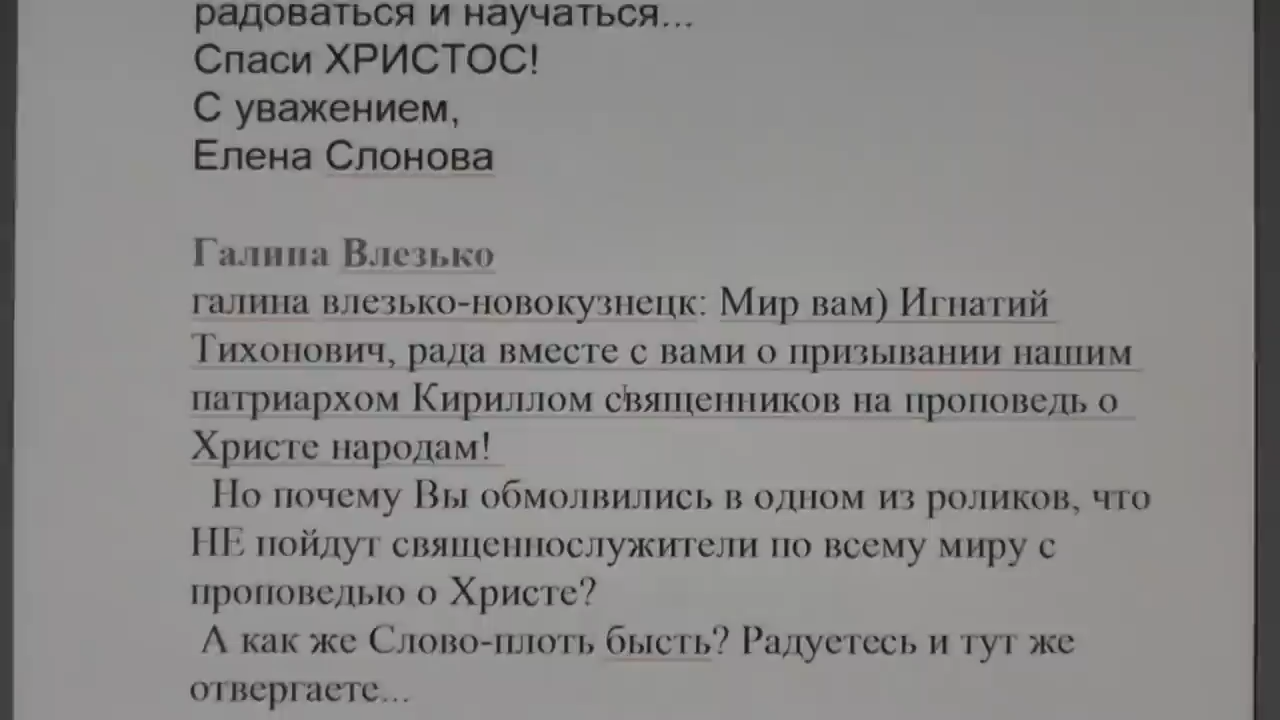 радоваться и научаться...
Спаси ХРИСТОС!
С уважением,
Елена Слонова
Галина Влезько
галина влезько-новокузнецк: Мир вам) Игнатий
Тихонович, рада вместе с вами о призывании нашим
патриархом Кириллом священников на проповедь о
Христе народам!
Но почему Вы обмолвились в одном из роликов, что
НЕ пойдут священнослужители по всему миру с
проповедью о Христе?
А как же Слово-плоть бысть? Радуетесь и тут же
отвергаете...